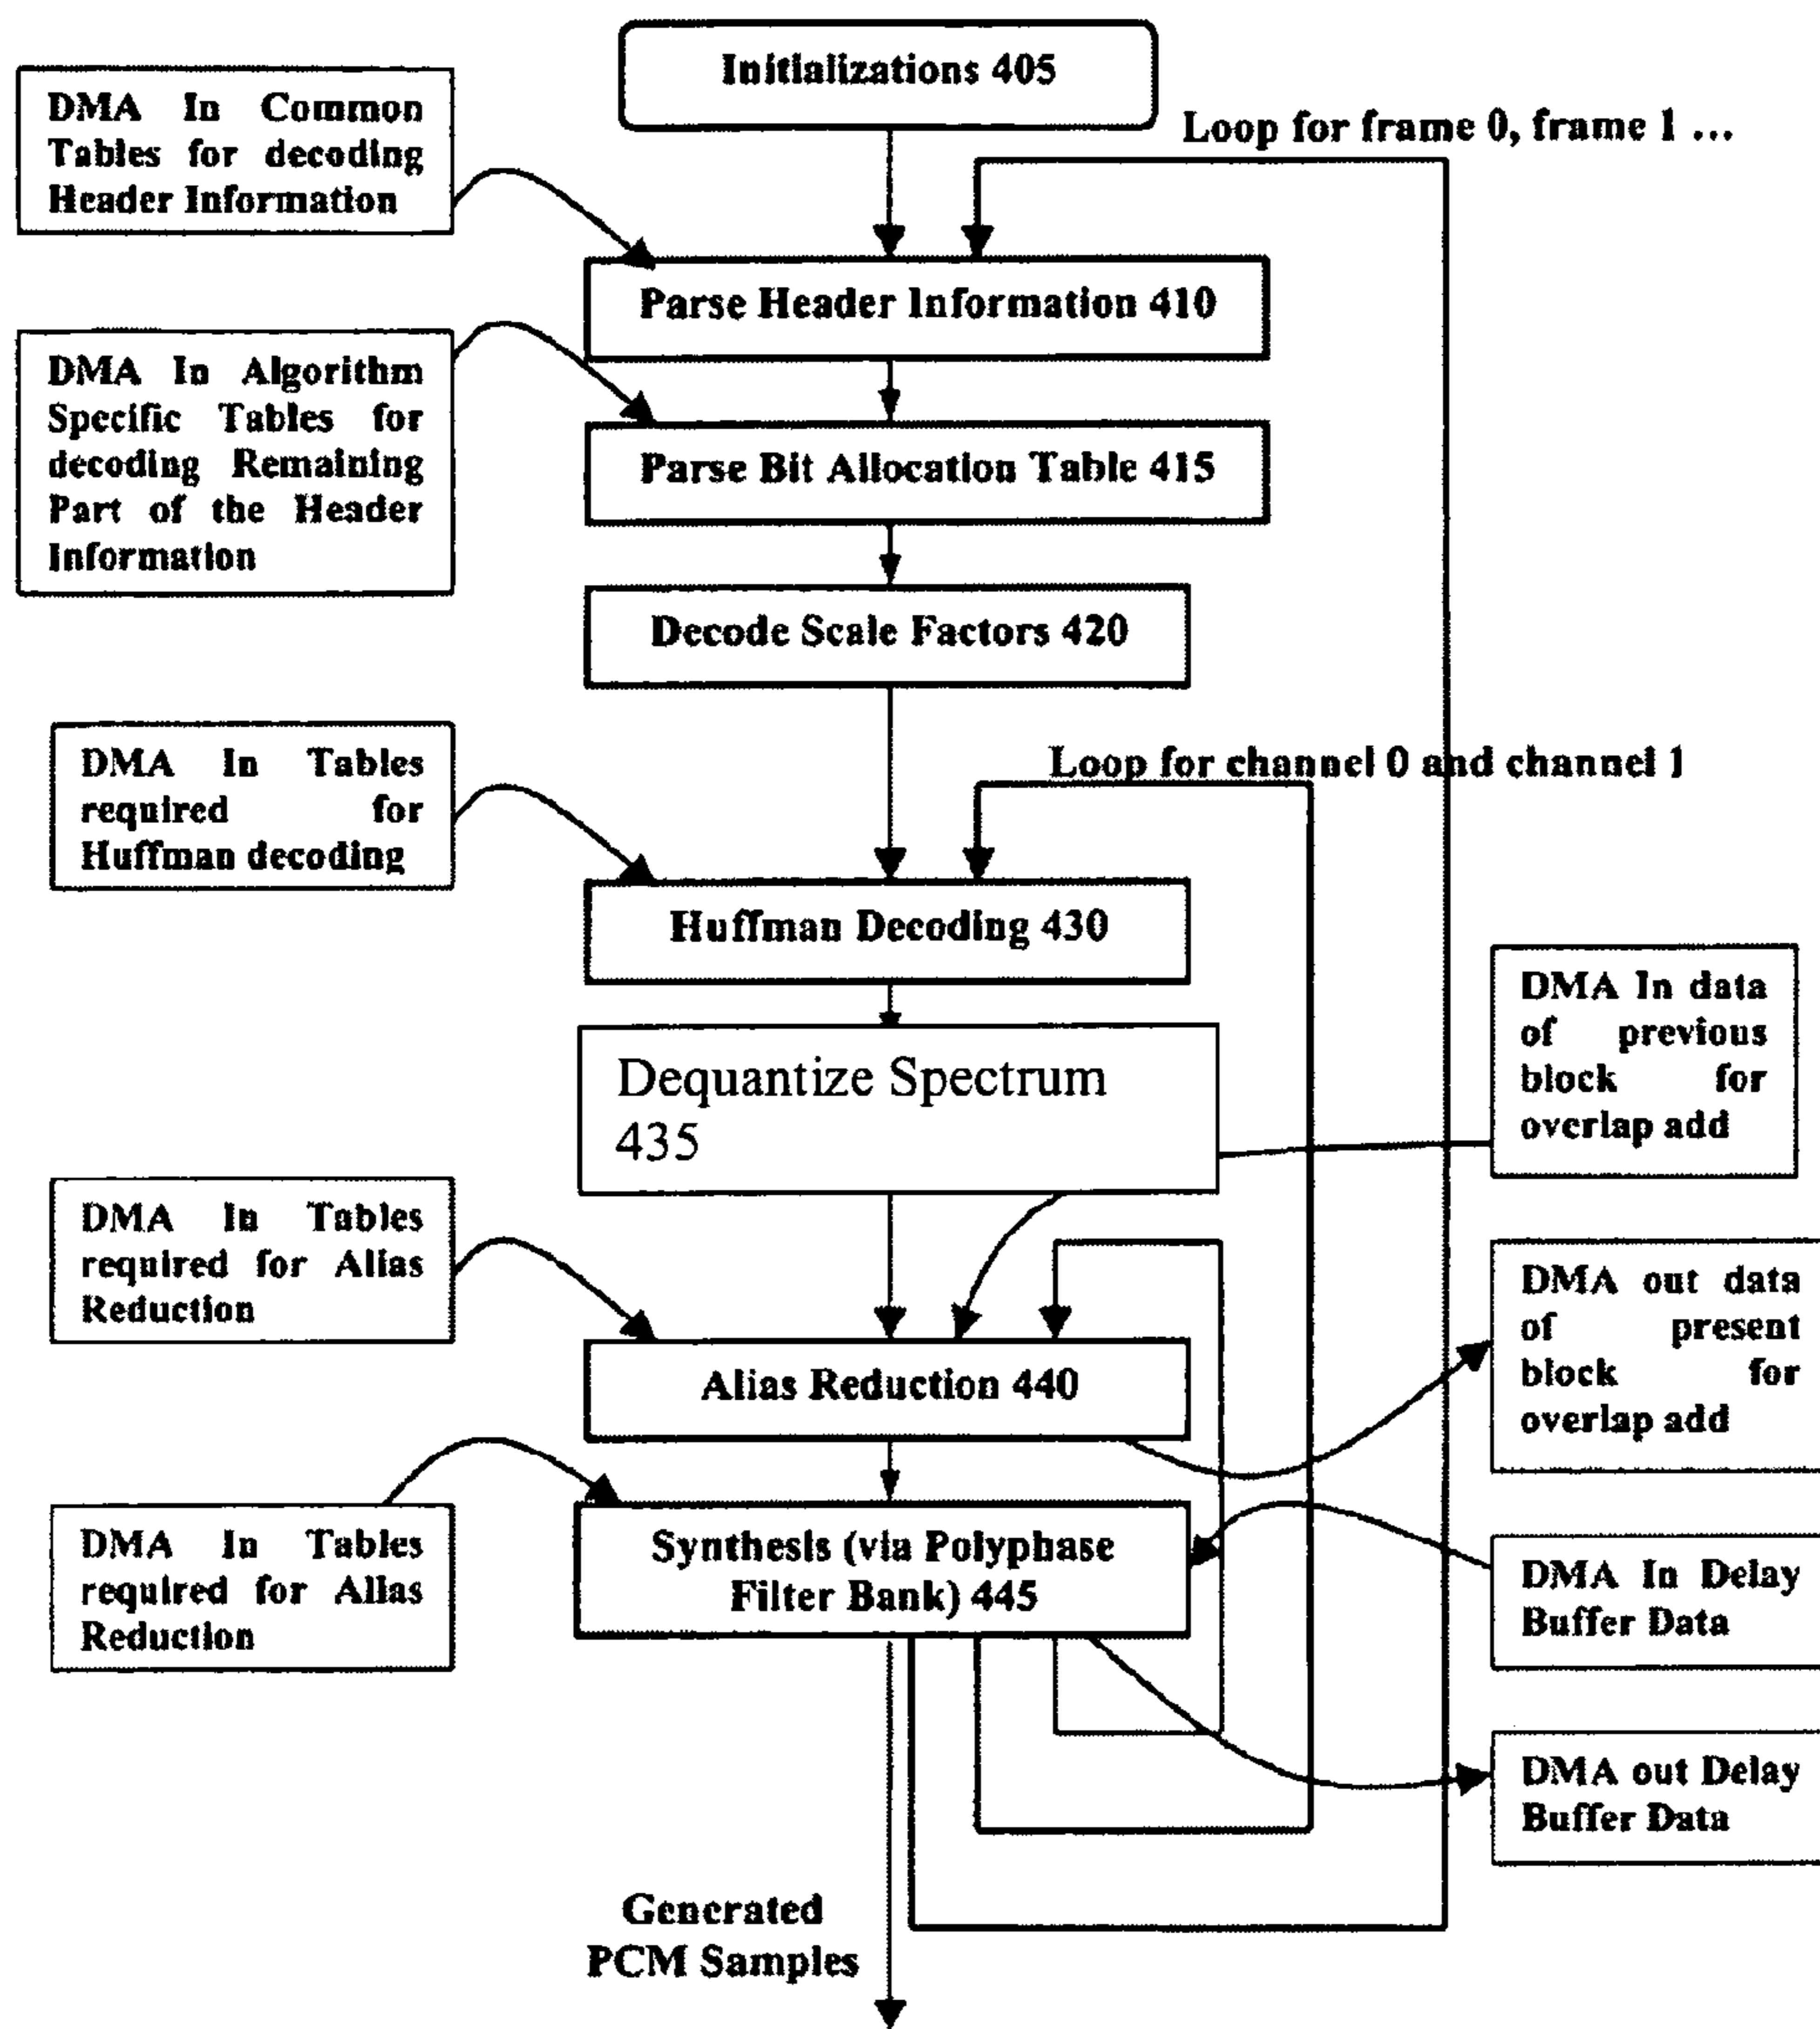 Initializations 405
DMA In Common
Tables for decoding
Header Information
Loop for frame 0, frame 1 ...
Parse Header Information 410
DMA In Algorithm
Specific Tables for
decoding Remaining
Part of the Header
Information
Parse Bit Allocation Table 415
Decode Scale Factors 420
DMA In Tables
required for
Huffman decoding
Loop for channel 0 and channel 1
Huffman Decoding 430
DMA In data
of previous
block for
overlap add
Dequantize Spectrum
435
DMA In Tables
required for Alias
Reduction
DMA out data
of present
block for
overlap add
Alias Reduction 440
DMA In Tables
required for Alias
Reduction
Synthesis (via Polyphase
Filter Bank) 445
DMA In Delay
Buffer Data
DMA out Delay
Buffer Data
Generated
PCM Samples